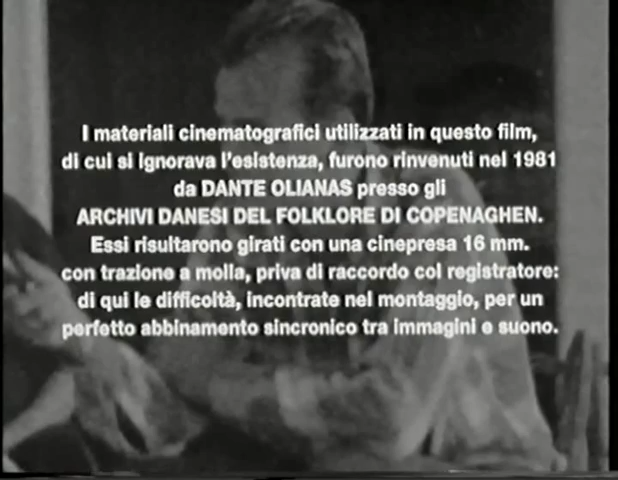 I materiali cinematografici utilizzati in questo film,
di cui si ignorava l'esistenza, furono rinvenuti nel 1981
da DANTE OLIANAS presso gli
ARCHIVI DANESI DEL FOLKLORE DI COPENAGHEN.
Essi risultarono girati con una cinepresa 16 mm.
con trazione a molla, priva di raccordo col registratore:
di qui le difficoltà, incontrate nel montaggio, per un
perfetto abbinamento sincronico tra immagini e suono.